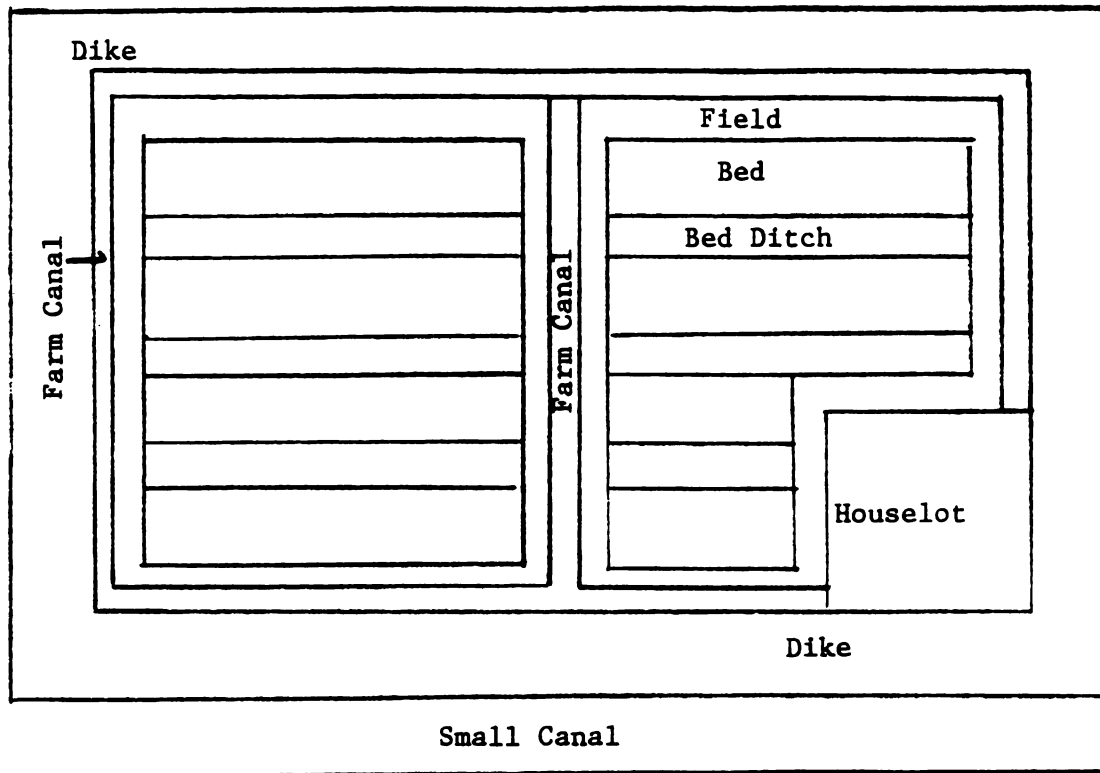 Dike
Field
Bed
Bed Ditch
Farm Canal
Farm Canal
Houselot
Dike
Small Canal